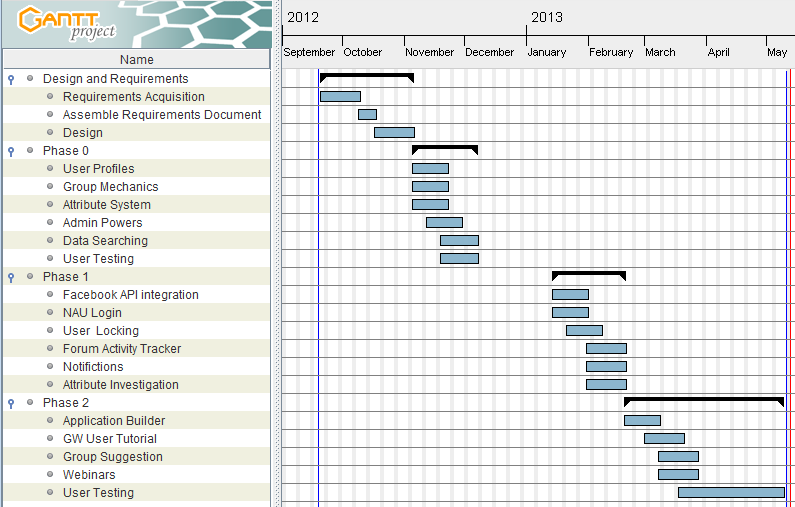 GANTT
project
2012 2013
September October November December January February March April May
Name
Design and Requirements
Requirements Acquisition
Assemble Requirements Document
Design
Phase 0
User Profiles
Group Mechanics
Attribute System
Admin Powers
Data Searching
User Testing
Phase 1
Facebook API integration
NAU Login
User Locking
Forum Activity Tracker
Notifictions
Attribute Investigation
Phase 2
Application Builder
GW User Tutorial
Group Suggestion
Webinars
User Testing